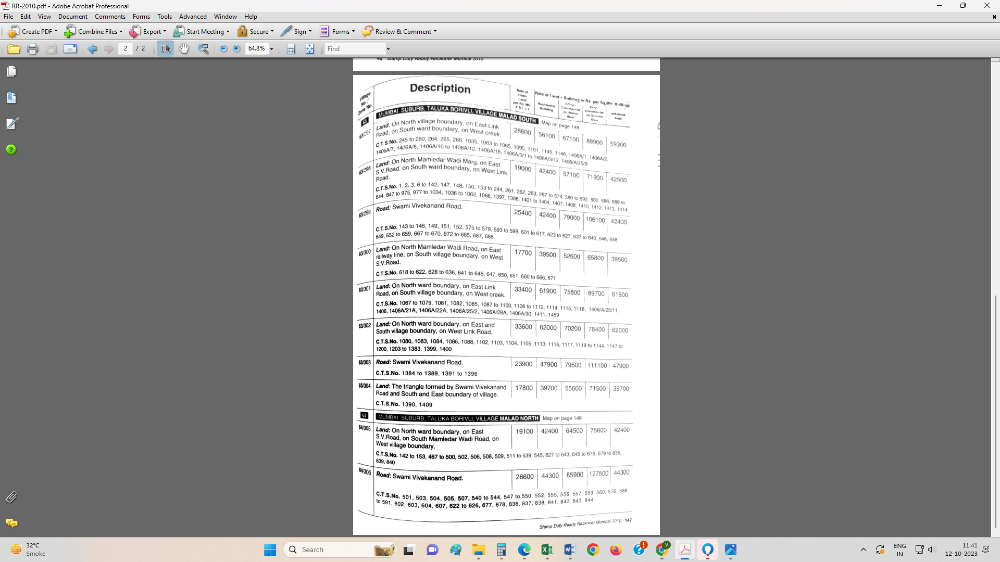 RR-2010.pdf - Adobe Acrobat Professional
File Edit View Document Comments Forms Tools Advanced Window Help
Create PDF Combine Files Export Start Meeting Secure Sign Forms Review & Comment
2 / 2 64.8% Find
42 Stamp Duty Ready Reckoner Mumbai 2010
Village No. / Zone No.
Description
Rate of Open Land per Sq. Mtr F.S.I. = 1
Rate of Land + Building in Rs. per Sq.Mtr Built-up
Residential Building
Office / Commercial on Above floor
Shop / Commercial on Ground floor
Industrial Area
63 MUMBAI SUBURB, TALUKA BORIVLI, VILLAGE MALAD SOUTH Map on page 148
63/297 Land: On North village boundary, on East Link 28600 56100 67100 88900 59300
Road, on South ward boundary, on West creek.
C.T.S.No. 245 to 260, 264, 265, 266, 1035, 1063 to 1065, 1095, 1101, 1145, 1146, 1406A/1, 1406A/2,
1406A/7, 1406A/8, 1406A/10 to 1406A/12, 1406A/18, 1406A/3/1 to 1406A/3/12, 1406/A/25/9
63/298 Land: On North Mamledar Wadi Marg, on East 19000 42400 57100 71900 42500
S.V.Road, on South ward boundary, on West Link
Road.
C.T.S.No. 1, 2, 3, 6 to 142, 147, 148, 150, 153 to 244, 261, 262, 263, 267 to 574, 580 to 592, 600, 686, 689 to
844, 847 to 975, 977 to 1034, 1036 to 1062, 1066, 1397, 1398, 1401 to 1404, 1407, 1408, 1410, 1412, 1413, 1414
63/299 Road: Swami Vivekanand Road. 25400 42400 79000 106100 42400
C.T.S.No. 143 to 146, 149, 151, 152, 575 to 579, 593 to 599, 601 to 617, 623 to 627, 637 to 640, 646, 648,
649, 652 to 659, 667 to 670, 672 to 685, 687, 688
63/300 Land: On North Mamledar Wadi Road, on East 17700 39500 52600 65800 39500
railway line, on South village boundary, on West
S.V.Road.
C.T.S.No. 618 to 622, 628 to 636, 641 to 645, 647, 650, 651, 660 to 666, 671
63/301 Land: On North ward boundary, on East Link 33400 61900 75800 89700 61900
Road, on South village boundary, on West creek.
C.T.S.No. 1067 to 1079, 1081, 1082, 1085, 1087 to 1100, 1106 to 1112, 1114, 1115, 1118, 1406/A/25/11,
1406, 1406A/21A, 1406A/22A, 1406A/25/2, 1406A/28A, 1406A/30, 1411, 1459
63/302 Land: On North ward boundary, on East and 33600 62000 70200 78400 62000
South village boundary, on West Link Road.
C.T.S.No. 1080, 1083, 1084, 1086, 1088, 1102, 1103, 1104, 1105, 1113, 1116, 1117, 1119 to 1144, 1147 to
1200, 1203 to 1383, 1399, 1400
63/303 Road: Swami Vivekanand Road. 23900 47900 79500 111100 47900
C.T.S.No. 1384 to 1389, 1391 to 1396
63/304 Land: The triangle formed by Swami Vivekanand 17800 39700 55600 71500 39700
Road and South and East boundary of village.
C.T.S.No. 1390, 1409
64 MUMBAI SUBURB, TALUKA BORIVLI, VILLAGE MALAD NORTH Map on page 148
64/305 Land: On North ward boundary, on East 19100 42400 64500 75600 42400
S.V.Road, on South Mamledar Wadi Road, on
West village boundary.
C.T.S.No. 142 to 153, 467 to 500, 502, 506, 508, 509, 511 to 539, 545, 627 to 643, 645 to 676, 679 to 835,
839, 840
64/306 Road: Swami Vivekanand Road. 26600 44300 85900 127500 44300
C.T.S.No. 501, 503, 504, 505, 507, 540 to 544, 547 to 550, 552, 555, 556, 557, 559, 560, 576, 588
to 591, 602, 603, 604, 607, 622 to 626, 677, 678, 836, 837, 838, 841, 842, 843, 844
Stamp Duty Ready Reckoner Mumbai 2010 147
32°C
Smoke
Search
ENG
IN
11:41
12-10-2023